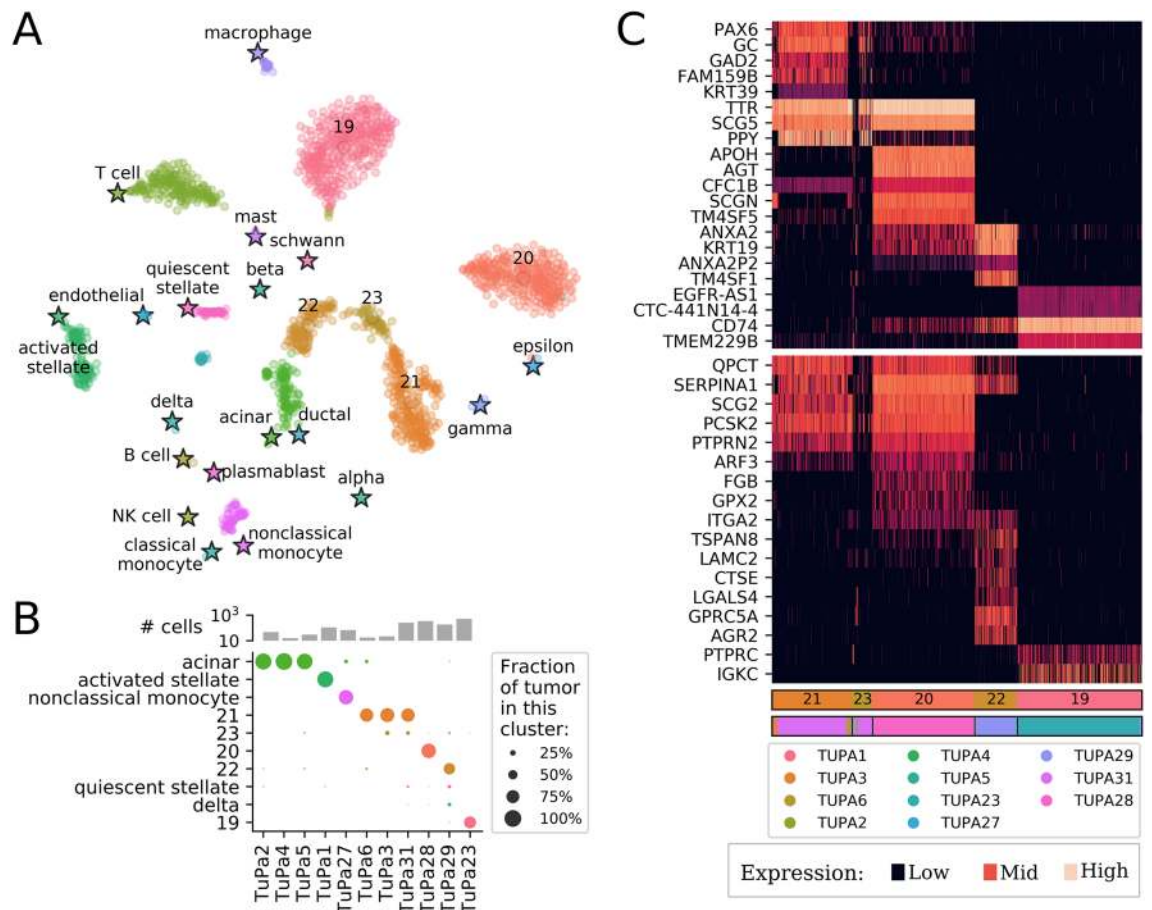 A
macrophage
19
T cell
mast
schwann
quiescent
stellate
beta
20
endothelial
22
23
activated
stellate
21
epsilon
delta
acinar
ductal
gamma
B cell
plasmablast
alpha
NK cell
nonclassical
monocyte
classical
monocyte
B
# cells
10³
10
acinar
activated stellate
nonclassical monocyte
21
23
20
22
quiescent stellate
delta
19
TuPa2
TuPa4
TuPa5
TuPa1
TuPa27
TuPa6
TuPa3
TuPa31
TuPa28
TuPa29
TuPa23
Fraction
of tumor
in this
cluster:
25%
50%
75%
100%
C
PAX6
GC
GAD2
FAM159B
KRT39
TTR
SCG5
PPY
APOH
AGT
CFC1B
SCGN
TM4SF5
ANXA2
KRT19
ANXA2P2
TM4SF1
EGFR-AS1
CTC-441N14-4
CD74
TMEM229B
QPCT
SERPINA1
SCG2
PCSK2
PTPRN2
ARF3
FGB
GPX2
ITGA2
TSPAN8
LAMC2
CTSE
LGALS4
GPRC5A
AGR2
PTPRC
IGKC
21 23 20 22 19
TUPA1 TUPA4 TUPA29
TUPA3 TUPA5 TUPA31
TUPA6 TUPA23 TUPA28
TUPA2 TUPA27
Expression: Low Mid High